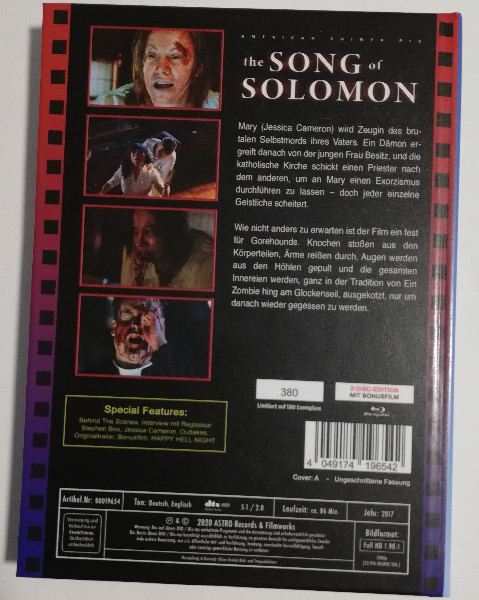 AMERICAN GUINEA PIG
the SONG of
SOLOMON
Mary (Jessica Cameron) wird Zeugin des bru-
talen Selbstmords ihres Vaters. Ein Dämon er-
greift danach von der jungen Frau Besitz, und die
katholische Kirche schickt einen Priester nach
dem anderen, um an Mary einen Exorzismus
durchführen zu lassen – doch jeder einzelne
Geistliche scheitert.
Wie nicht anders zu erwarten ist der Film ein fest
für Gorehounds. Knochen stoßen aus den
Körperteilen, Ärme reißen durch, Augen werden
aus den Höhlen gepult und die gesamten
Innereien werden, ganz in der Tradition von Ein
Zombie hing am Glockenseil, ausgekotzt, nur um
danach wieder gegessen zu werden.
380
Limitiert auf 500 Exemplare
2-DISC-EDITION
MIT BONUSFILM
Blu-ray Disc
Special Features:
Behind The Scenes, Interview mit Regisseur
Stephen Biro, Jessica Cameron, Outtakes,
Originaltrailer, Bonusfilm: HAPPY HELL NIGHT
4 049174 196542
Cover: A - Ungeschnittene Fassung
Artikel.Nr: 00019654
Ton: Deutsch, Englisch
dts
5.1 / 2.0
Laufzeit: ca. 86 Min.
Jahr: 2017
℗ & © 2020 ASTRO Records & Filmworks
Bildformat:
Full HD 1.90:1
1080p